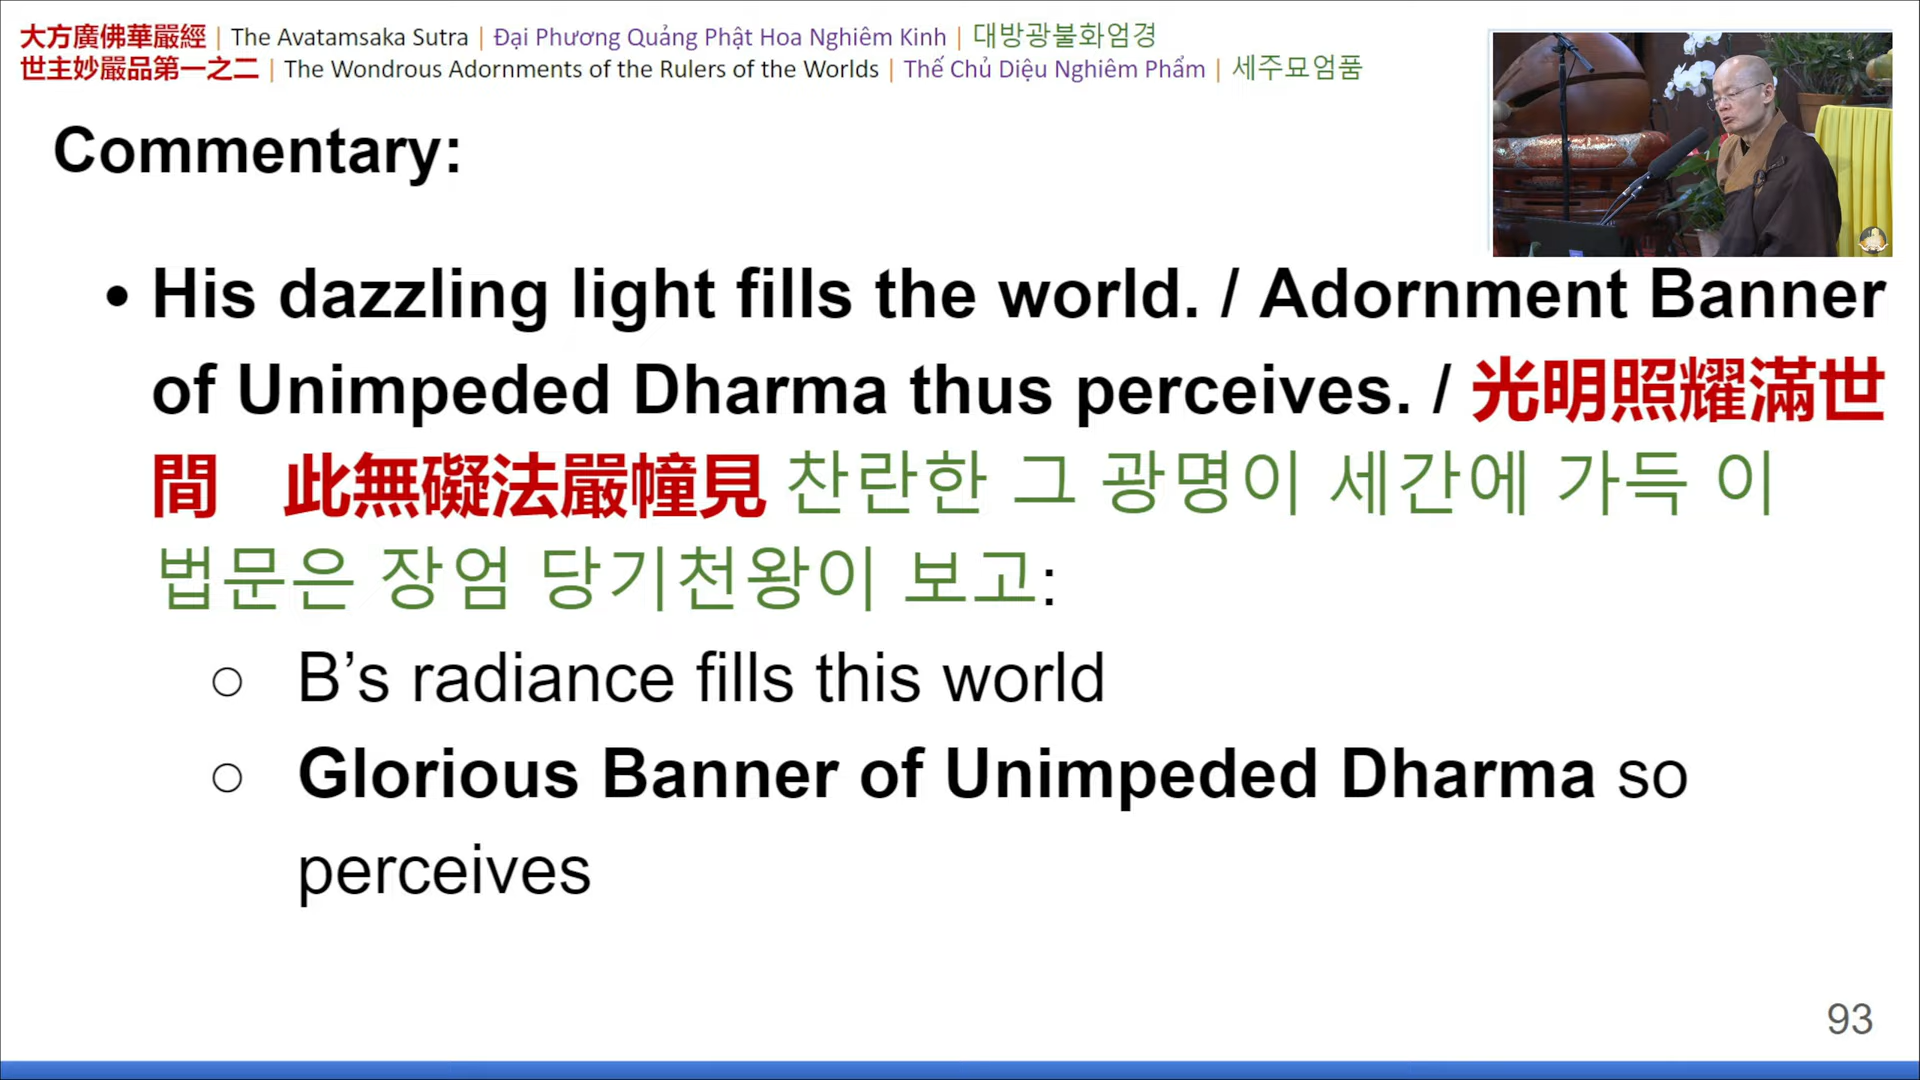 大方廣佛華嚴經 | The Avatamsaka Sutra | Đại Phương Quảng Phật Hoa Nghiêm Kinh | 대방광불화엄경
世主妙嚴品第一之二 | The Wondrous Adornments of the Rulers of the Worlds | Thế Chủ Diệu Nghiêm Phẩm | 세주묘엄품
Commentary:
• His dazzling light fills the world. / Adornment Banner
of Unimpeded Dharma thus perceives. / 光明照耀滿世
間　此無礙法嚴幢見 찬란한 그 광명이 세간에 가득 이
법문은 장엄 당기천왕이 보고:
○ B’s radiance fills this world
○ Glorious Banner of Unimpeded Dharma so
perceives
93